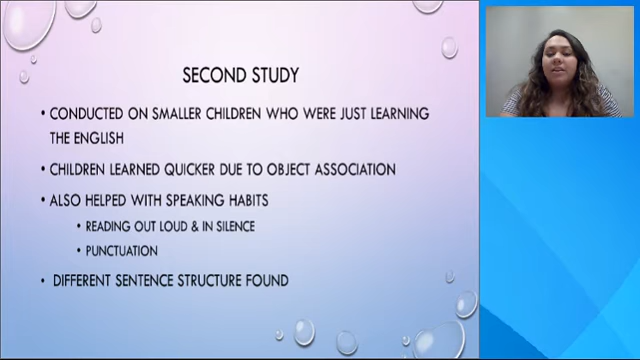 SECOND STUDY
• CONDUCTED ON SMALLER CHILDREN WHO WERE JUST LEARNING
THE ENGLISH
• CHILDREN LEARNED QUICKER DUE TO OBJECT ASSOCIATION
• ALSO HELPED WITH SPEAKING HABITS
• READING OUT LOUD & IN SILENCE
• PUNCTUATION
• DIFFERENT SENTENCE STRUCTURE FOUND